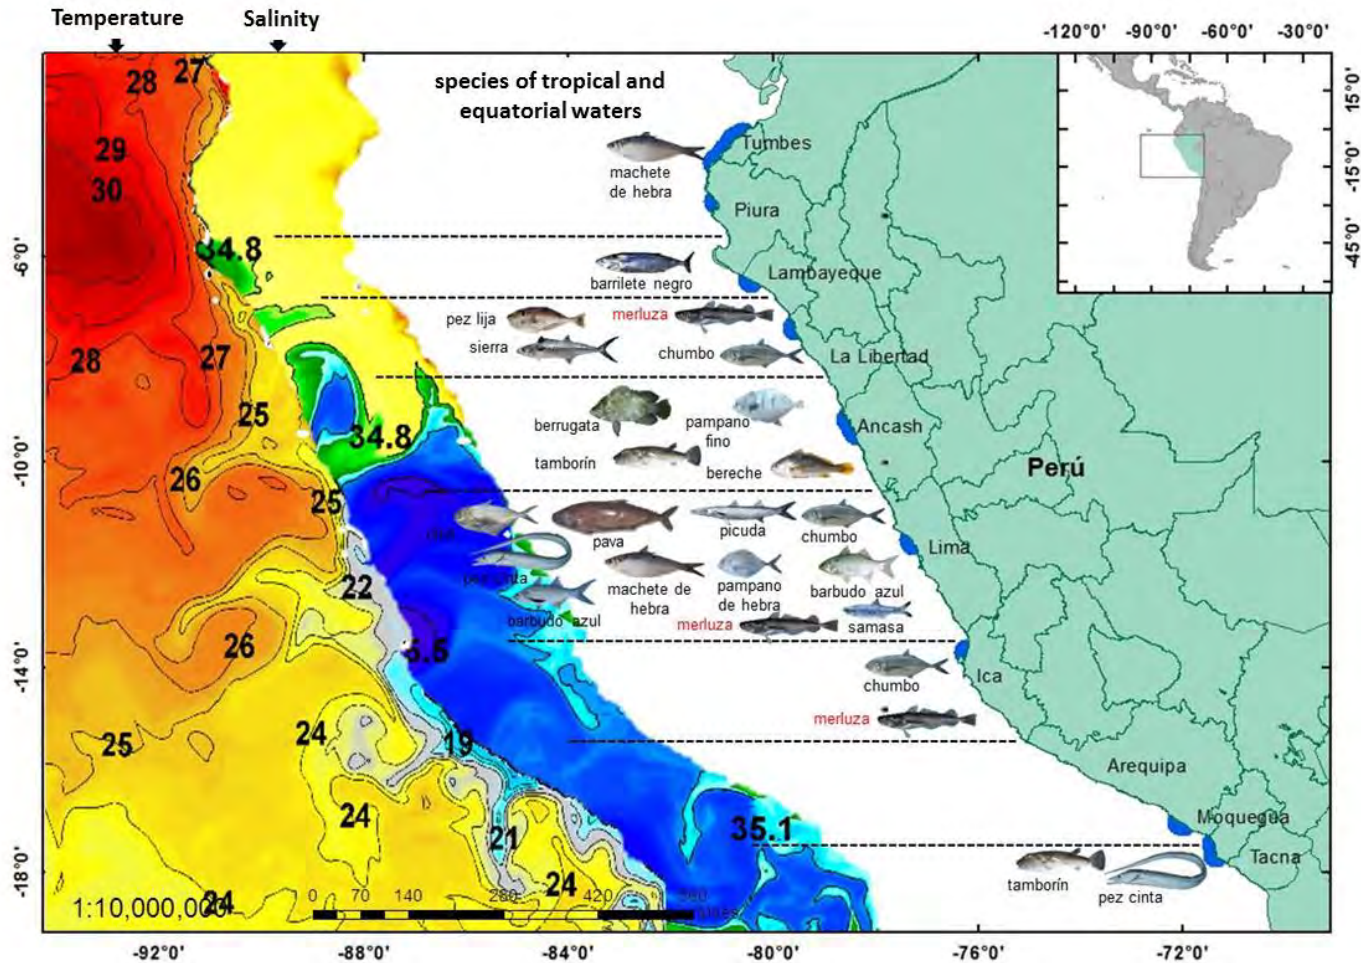 Temperature
Salinity
-120°0' -90°0' -60°0' -30°0'
15°0'
-15°0'
-45°0'
species of tropical and
equatorial waters
27
28
29
30
Tumbes
machete
de hebra
Piura
34.8
-6°0'
Lambayeque
barrilete negro
pez lija
merluza
sierra
chumbo
La Libertad
28
27
25
berrugata
pampano
fino
Ancash
34.8
tamborín
bereche
Perú
-10°0'
26
25
pava
picuda
chumbo
Lima
pez cinta
machete de
hebra
pampano
de hebra
barbudo azul
22
barbudo azul
merluza
samasa
26
5.5
-14°0'
chumbo
Ica
merluza
24
25
19
Arequipa
24
21
35.1
Moquegua
Tacna
tamborín
pez cinta
-18°0'
24
24
1:10,000,000
0 70 140 280 420 560
-92°0' -88°0' -84°0' -80°0' -76°0' -72°0'